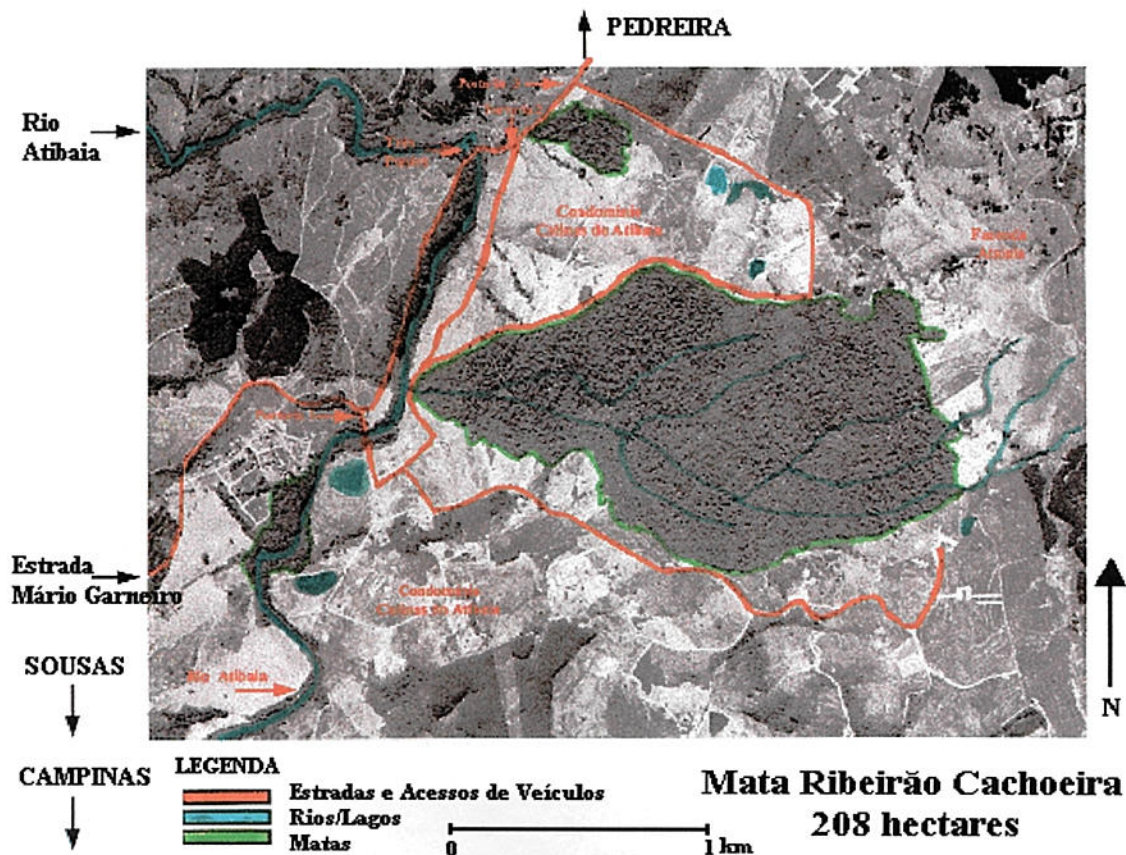 PEDREIRA
Rio
Atibaia
Condomínio
Colinas do Atibaia
Fazenda
Atibaia
Estrada
Mário Garneiro
Condomínio
Colinas do Atibaia
Rio Atibaia
SOUSAS
N
CAMPINAS
LEGENDA
Estradas e Acessos de Veículos
Rios/Lagos
Matas
0
1 km
Mata Ribeirão Cachoeira
208 hectares